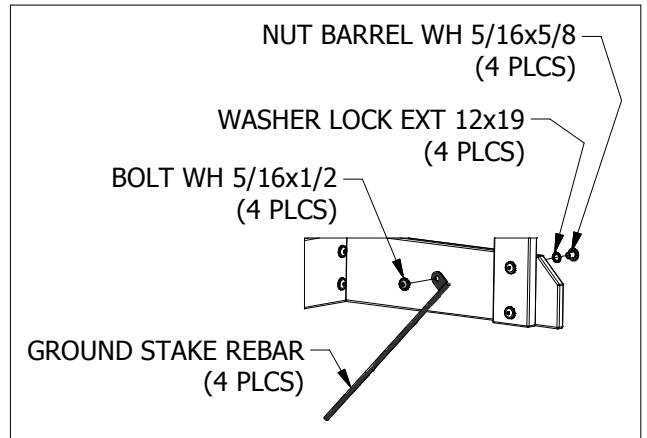 NUT BARREL WH 5/16x5/8
(4 PLCS)
WASHER LOCK EXT 12x19
(4 PLCS)
BOLT WH 5/16x1/2
(4 PLCS)
GROUND STAKE REBAR
(4 PLCS)